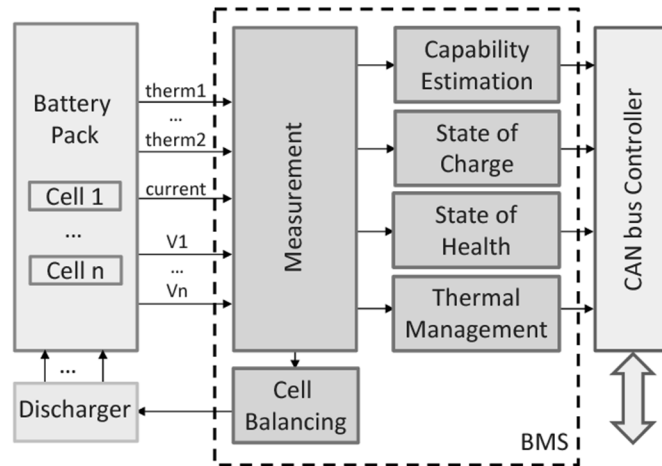 Battery
Pack
Cell 1
...
Cell n
...
Discharger
therm1
...
therm2
current
V1
...
Vn
Measurement
Cell
Balancing
Capability
Estimation
State of
Charge
State of
Health
Thermal
Management
BMS
CAN bus Controller